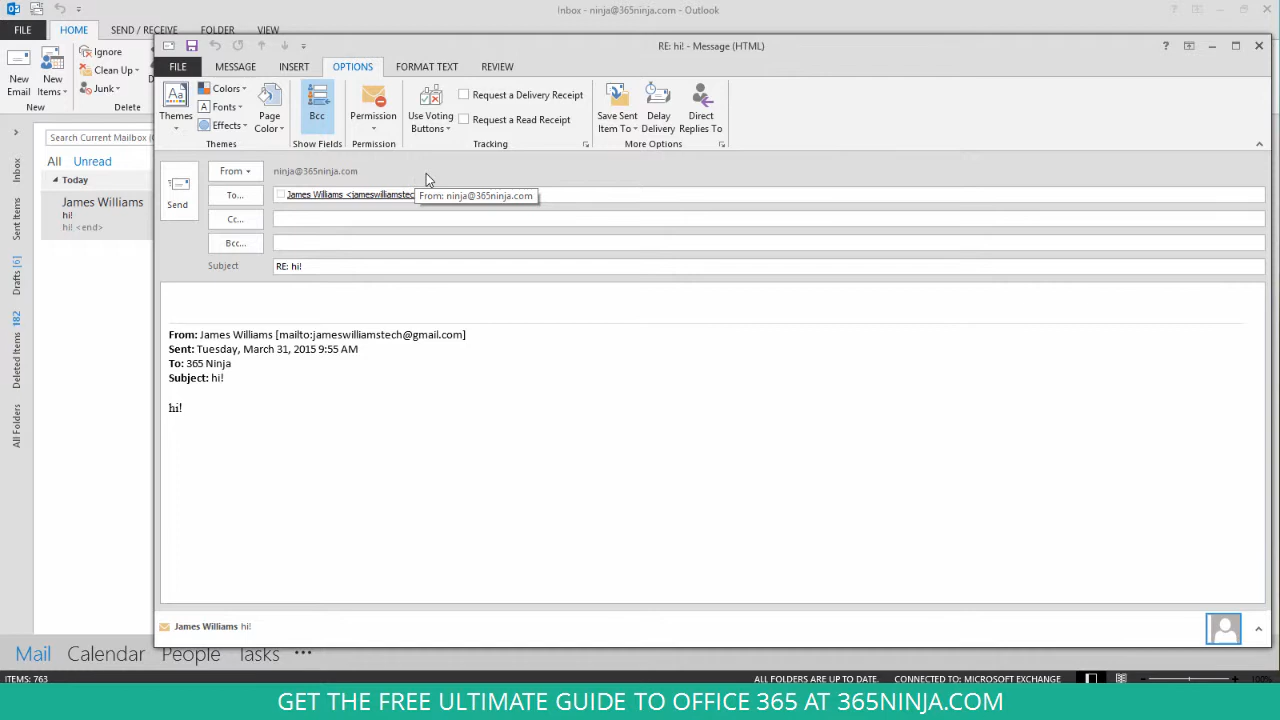 Inbox - ninja@365ninja.com - Outlook
FILE HOME SEND / RECEIVE FOLDER VIEW
New Email
New Items
Ignore
Clean Up
Junk
New
Delete
RE: hi! - Message (HTML)
FILE MESSAGE INSERT OPTIONS FORMAT TEXT REVIEW
Themes
Colors
Fonts
Effects
Page Color
Bcc
Permission
Use Voting Buttons
Request a Delivery Receipt
Request a Read Receipt
Save Sent Item To
Delay Delivery
Direct Replies To
Themes Show Fields Permission Tracking More Options
Search Current Mailbox
All Unread
Today
James Williams
hi!
hi! <end>
Inbox
Sent Items
Drafts [6]
Deleted Items 182
All Folders
Send
From ninja@365ninja.com
To... James Williams <jameswilliamstec
From: ninja@365ninja.com
Cc...
Bcc...
Subject RE: hi!
From: James Williams [mailto:jameswilliamstech@gmail.com]
Sent: Tuesday, March 31, 2015 9:55 AM
To: 365 Ninja
Subject: hi!
hi!
James Williams hi!
Mail Calendar People Tasks •••
ITEMS: 763 ALL FOLDERS ARE UP TO DATE. CONNECTED TO: MICROSOFT EXCHANGE 100%
GET THE FREE ULTIMATE GUIDE TO OFFICE 365 AT 365NINJA.COM